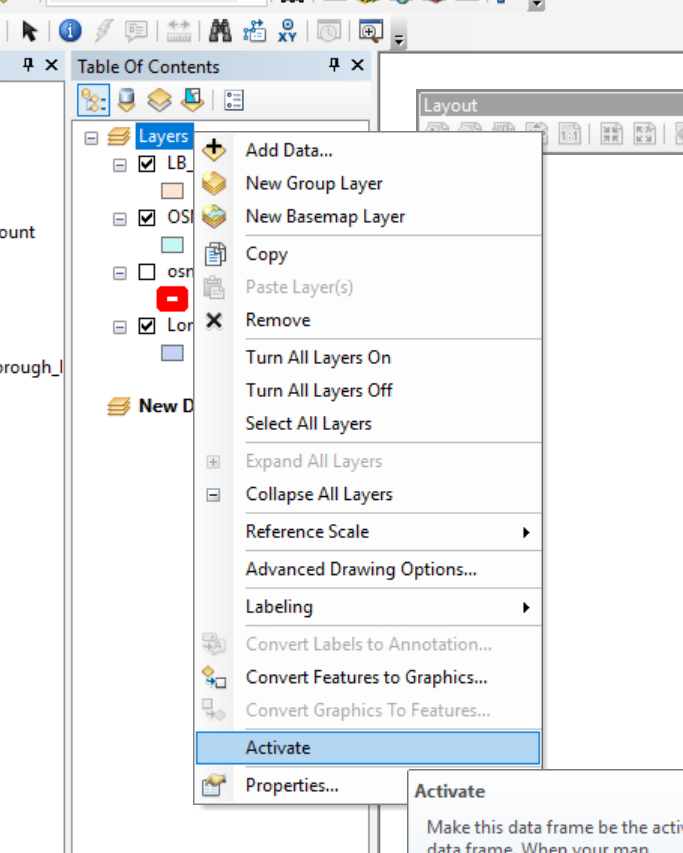 XY
Table Of Contents
Layout
1:1
Layers
LB_
OSM
osn
Lor
ount
orough_l
New D
Add Data...
New Group Layer
New Basemap Layer
Copy
Paste Layer(s)
Remove
Turn All Layers On
Turn All Layers Off
Select All Layers
Expand All Layers
Collapse All Layers
Reference Scale
Advanced Drawing Options...
Labeling
Convert Labels to Annotation...
Convert Features to Graphics...
Convert Graphics To Features...
Activate
Properties...
Activate
Make this data frame be the activ
data frame. When your map